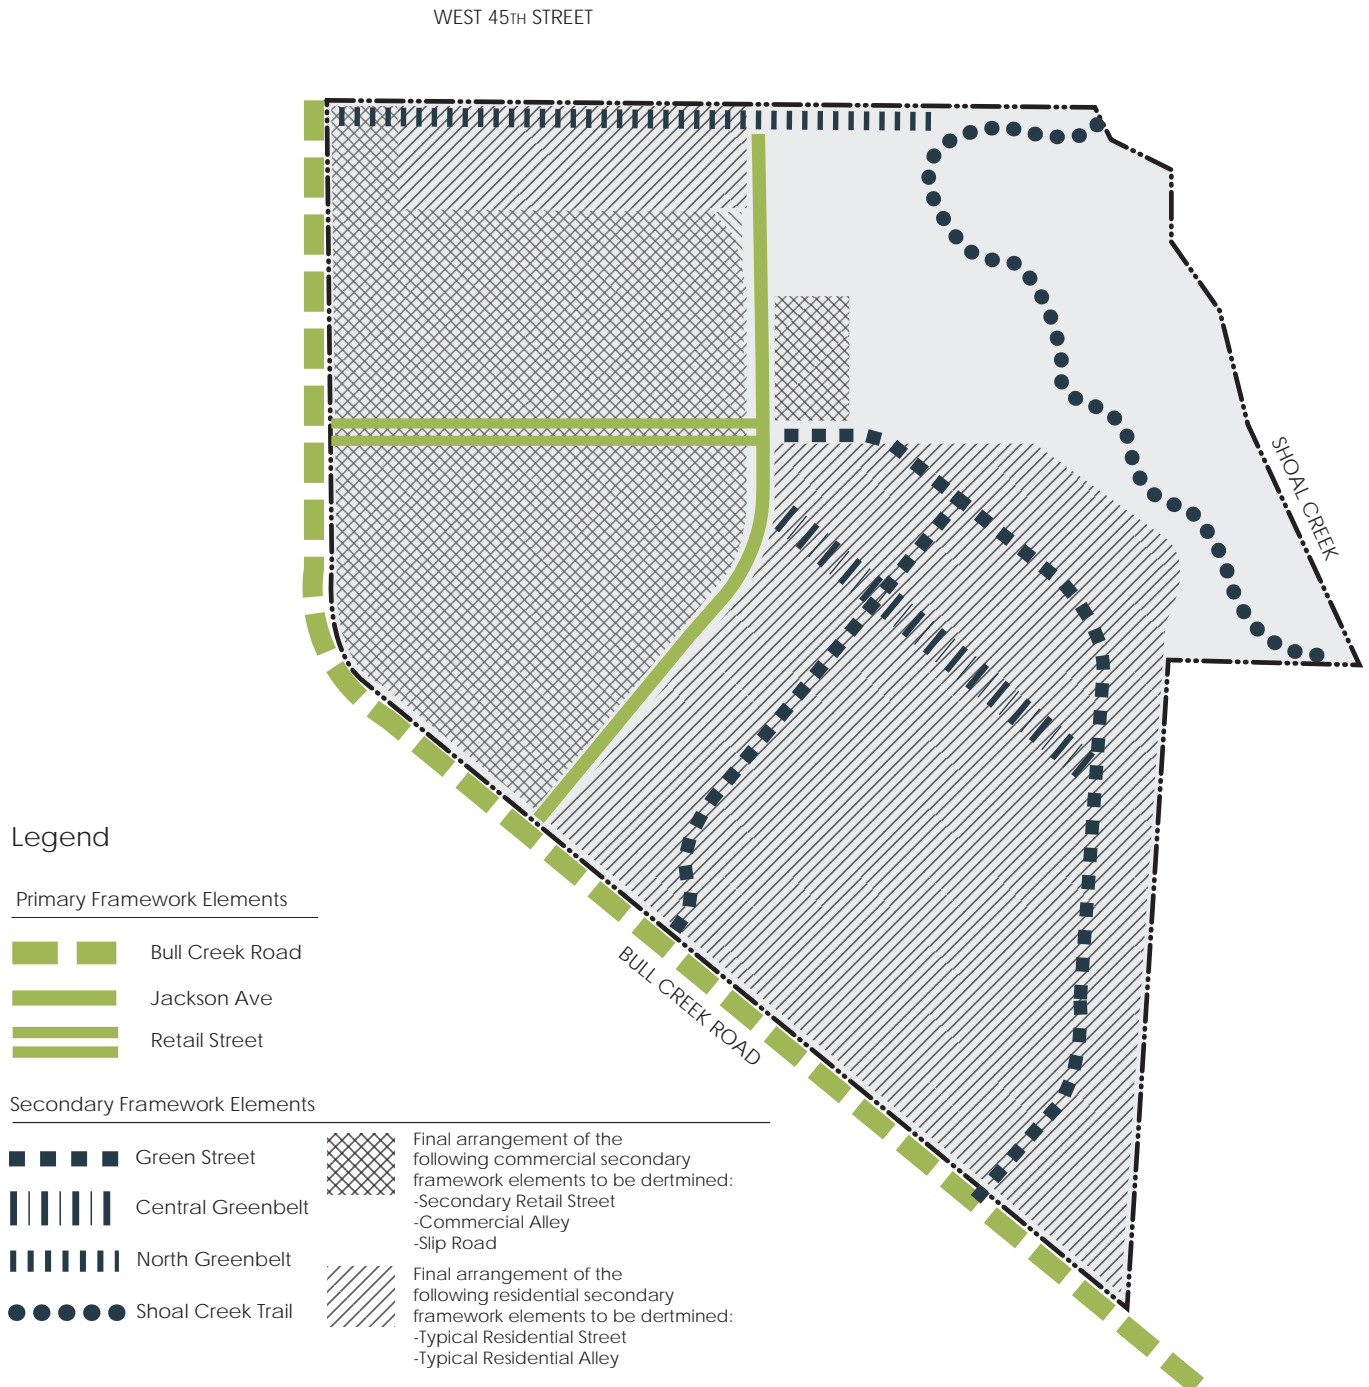 WEST 45TH STREET
SHOAL CREEK
BULL CREEK ROAD
Legend
Primary Framework Elements
Bull Creek Road
Jackson Ave
Retail Street
Secondary Framework Elements
Green Street
Central Greenbelt
North Greenbelt
Shoal Creek Trail
Final arrangement of the
following commercial secondary
framework elements to be dertmined:
-Secondary Retail Street
-Commercial Alley
-Slip Road
Final arrangement of the
following residential secondary
framework elements to be dertmined:
-Typical Residential Street
-Typical Residential Alley